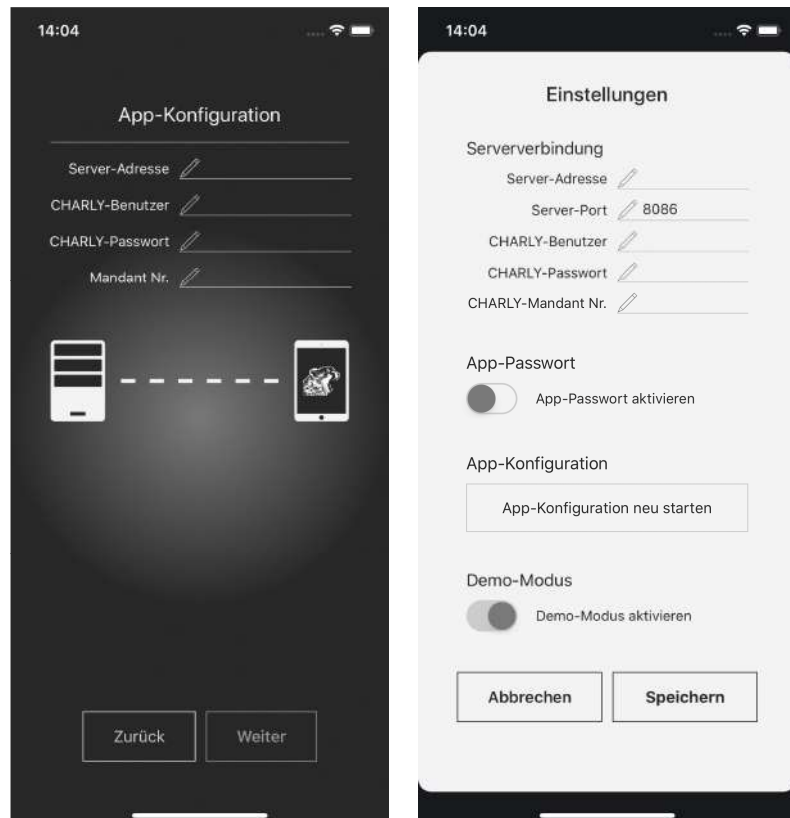 14:04
App-Konfiguration
Server-Adresse
CHARLY-Benutzer
CHARLY-Passwort
Mandant Nr.
Zurück
Weiter
14:04
Einstellungen
Serververbindung
Server-Adresse
Server-Port 8086
CHARLY-Benutzer
CHARLY-Passwort
CHARLY-Mandant Nr.
App-Passwort
App-Passwort aktivieren
App-Konfiguration
App-Konfiguration neu starten
Demo-Modus
Demo-Modus aktivieren
Abbrechen
Speichern